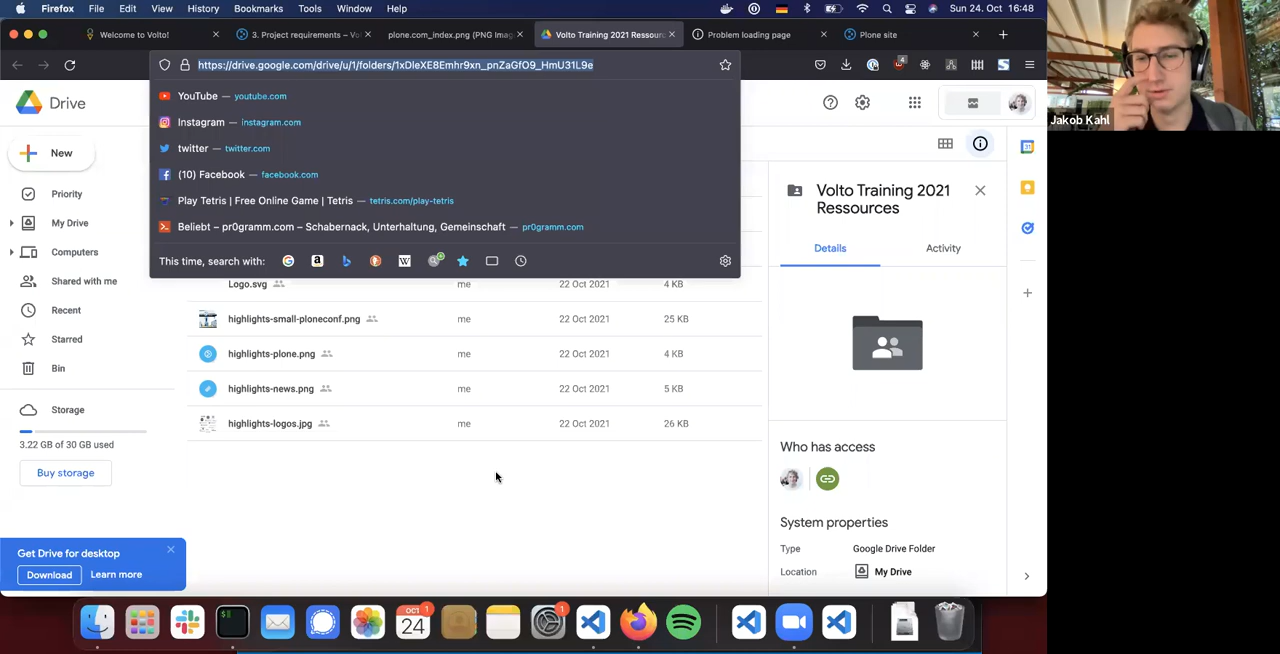 Firefox File Edit View History Bookmarks Tools Window Help Sun 24. Oct 16:48
Welcome to Volto! 3. Project requirements – Vol plone.com_index.png (PNG Imag Volto Training 2021 Ressourc Problem loading page Plone site
https://drive.google.com/drive/u/1/folders/1xDIeXE8Emhr9xn_pnZaGfO9_HmU31L9e
4
Drive
YouTube — youtube.com
Instagram — instagram.com
twitter — twitter.com
(10) Facebook — facebook.com
Play Tetris | Free Online Game | Tetris — tetris.com/play-tetris
Beliebt – pr0gramm.com – Schabernack, Unterhaltung, Gemeinschaft — pr0gramm.com
This time, search with:
New
Priority
My Drive
Computers
Shared with me
Recent
Starred
Bin
Storage
3.22 GB of 30 GB used
Buy storage
Get Drive for desktop
Download Learn more
Logo.svg me 22 Oct 2021 4 KB
highlights-small-ploneconf.png me 22 Oct 2021 25 KB
highlights-plone.png me 22 Oct 2021 4 KB
highlights-news.png me 22 Oct 2021 5 KB
highlights-logos.jpg me 22 Oct 2021 26 KB
Volto Training 2021
Ressources
Details Activity
Who has access
System properties
Type Google Drive Folder
Location My Drive
31
Jakob Kahl
OCT 1
24
1